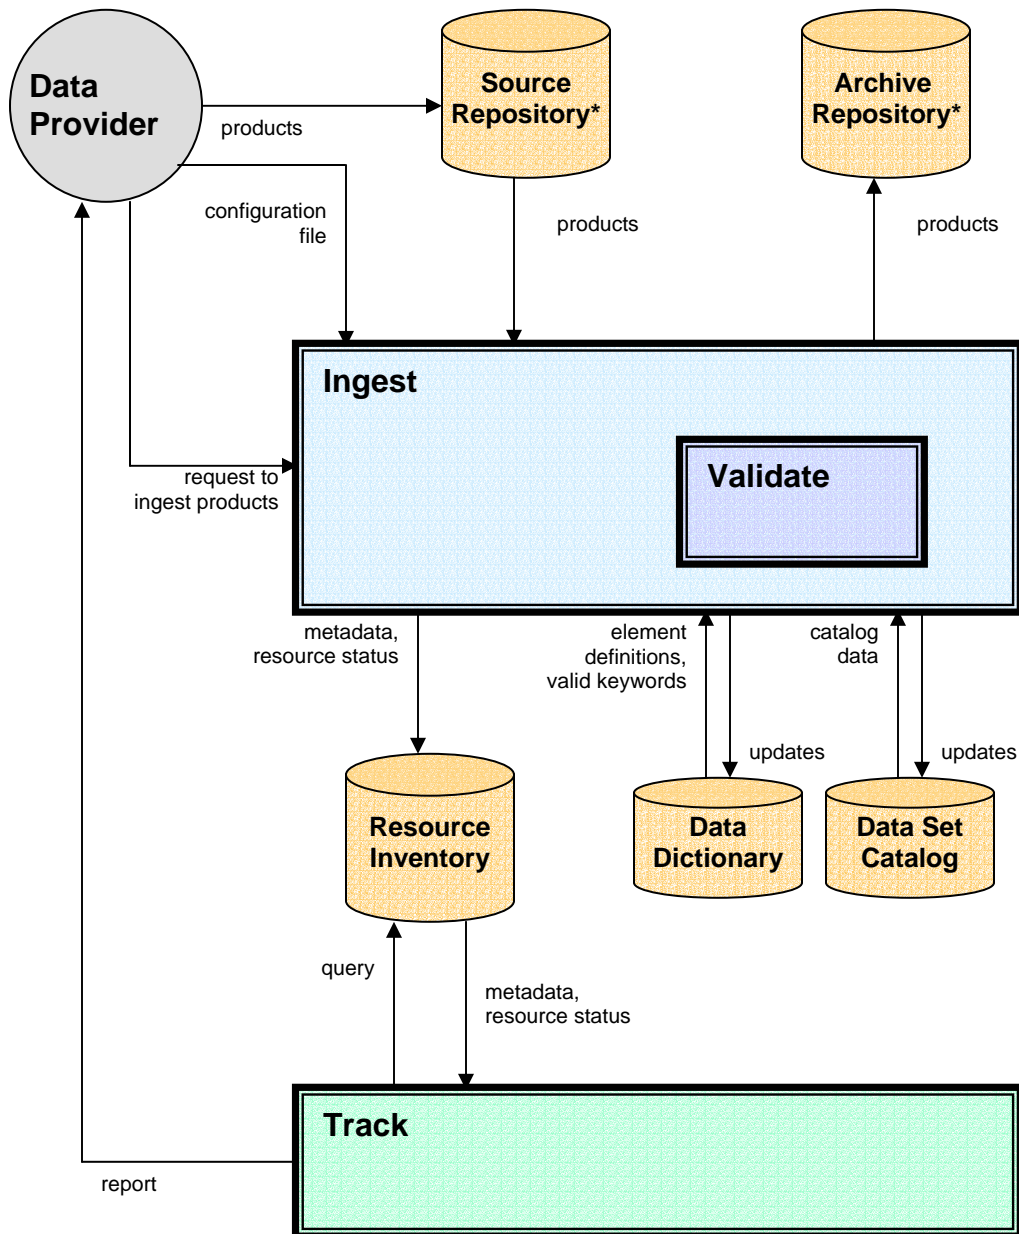 Data
Provider
products
Source
Repository*
Archive
Repository*
configuration
file
products
products
Ingest
Validate
request to
ingest products
metadata,
resource status
element
definitions,
valid keywords
catalog
data
updates
updates
Resource
Inventory
Data
Dictionary
Data Set
Catalog
query
metadata,
resource status
Track
report